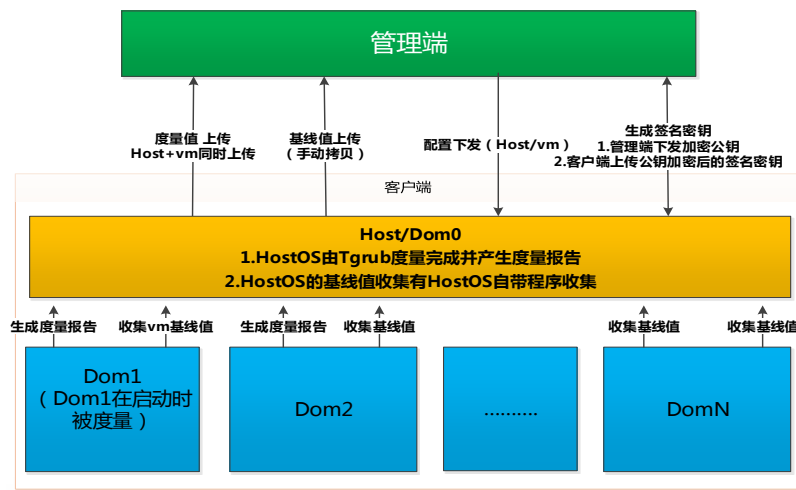 管理端
度量值 上传
Host+vm同时上传
基线值上传
（手动拷贝）
配置下发（Host/vm）
生成签名密钥
1.管理端下发加密公钥
2.客户端上传公钥加密后的签名密钥
客户端
Host/Dom0
1.HostOS由Tgrub度量完成并产生度量报告
2.HostOS的基线值收集有HostOS自带程序收集
生成度量报告
收集vm基线值
生成度量报告
收集基线值
收集基线值
收集基线值
Dom1
（Dom1在启动时
被度量）
Dom2
..........
DomN